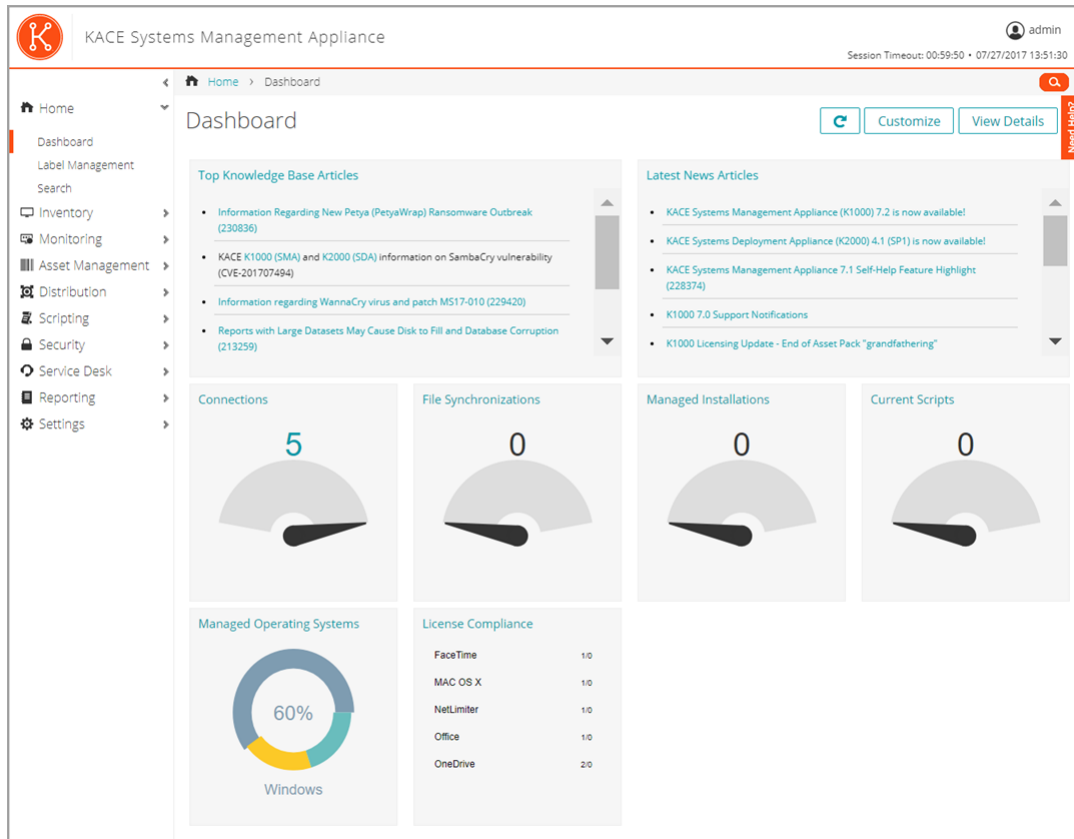 KACE Systems Management Appliance
admin
Session Timeout: 00:59:50 • 07/27/2017 13:51:30
Home > Dashboard
Home
Dashboard
Label Management
Search
Inventory
Monitoring
Asset Management
Distribution
Scripting
Security
Service Desk
Reporting
Settings
Dashboard
Customize
View Details
Need Help?
Top Knowledge Base Articles
• Information Regarding New Petya (PetyaWrap) Ransomware Outbreak
(230836)
• KACE K1000 (SMA) and K2000 (SDA) information on SambaCry vulnerability
(CVE-201707494)
• Information regarding WannaCry virus and patch MS17-010 (229420)
• Reports with Large Datasets May Cause Disk to Fill and Database Corruption
(213259)
Latest News Articles
• KACE Systems Management Appliance (K1000) 7.2 is now available!
• KACE Systems Deployment Appliance (K2000) 4.1 (SP1) is now available!
• KACE Systems Management Appliance 7.1 Self-Help Feature Highlight
(228374)
• K1000 7.0 Support Notifications
• K1000 Licensing Update - End of Asset Pack "grandfathering"
Connections
5
File Synchronizations
0
Managed Installations
0
Current Scripts
0
Managed Operating Systems
60%
Windows
License Compliance
FaceTime 1/0
MAC OS X 1/0
NetLimiter 1/0
Office 1/0
OneDrive 2/0